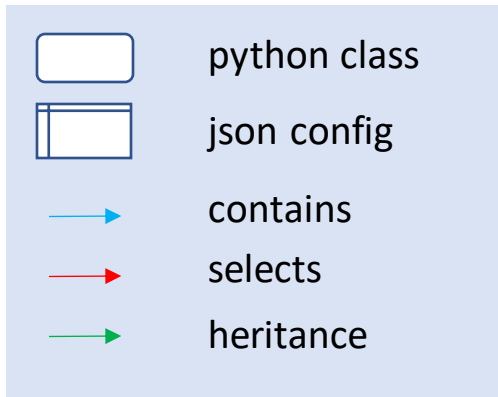 python class
json config
contains
selects
heritance